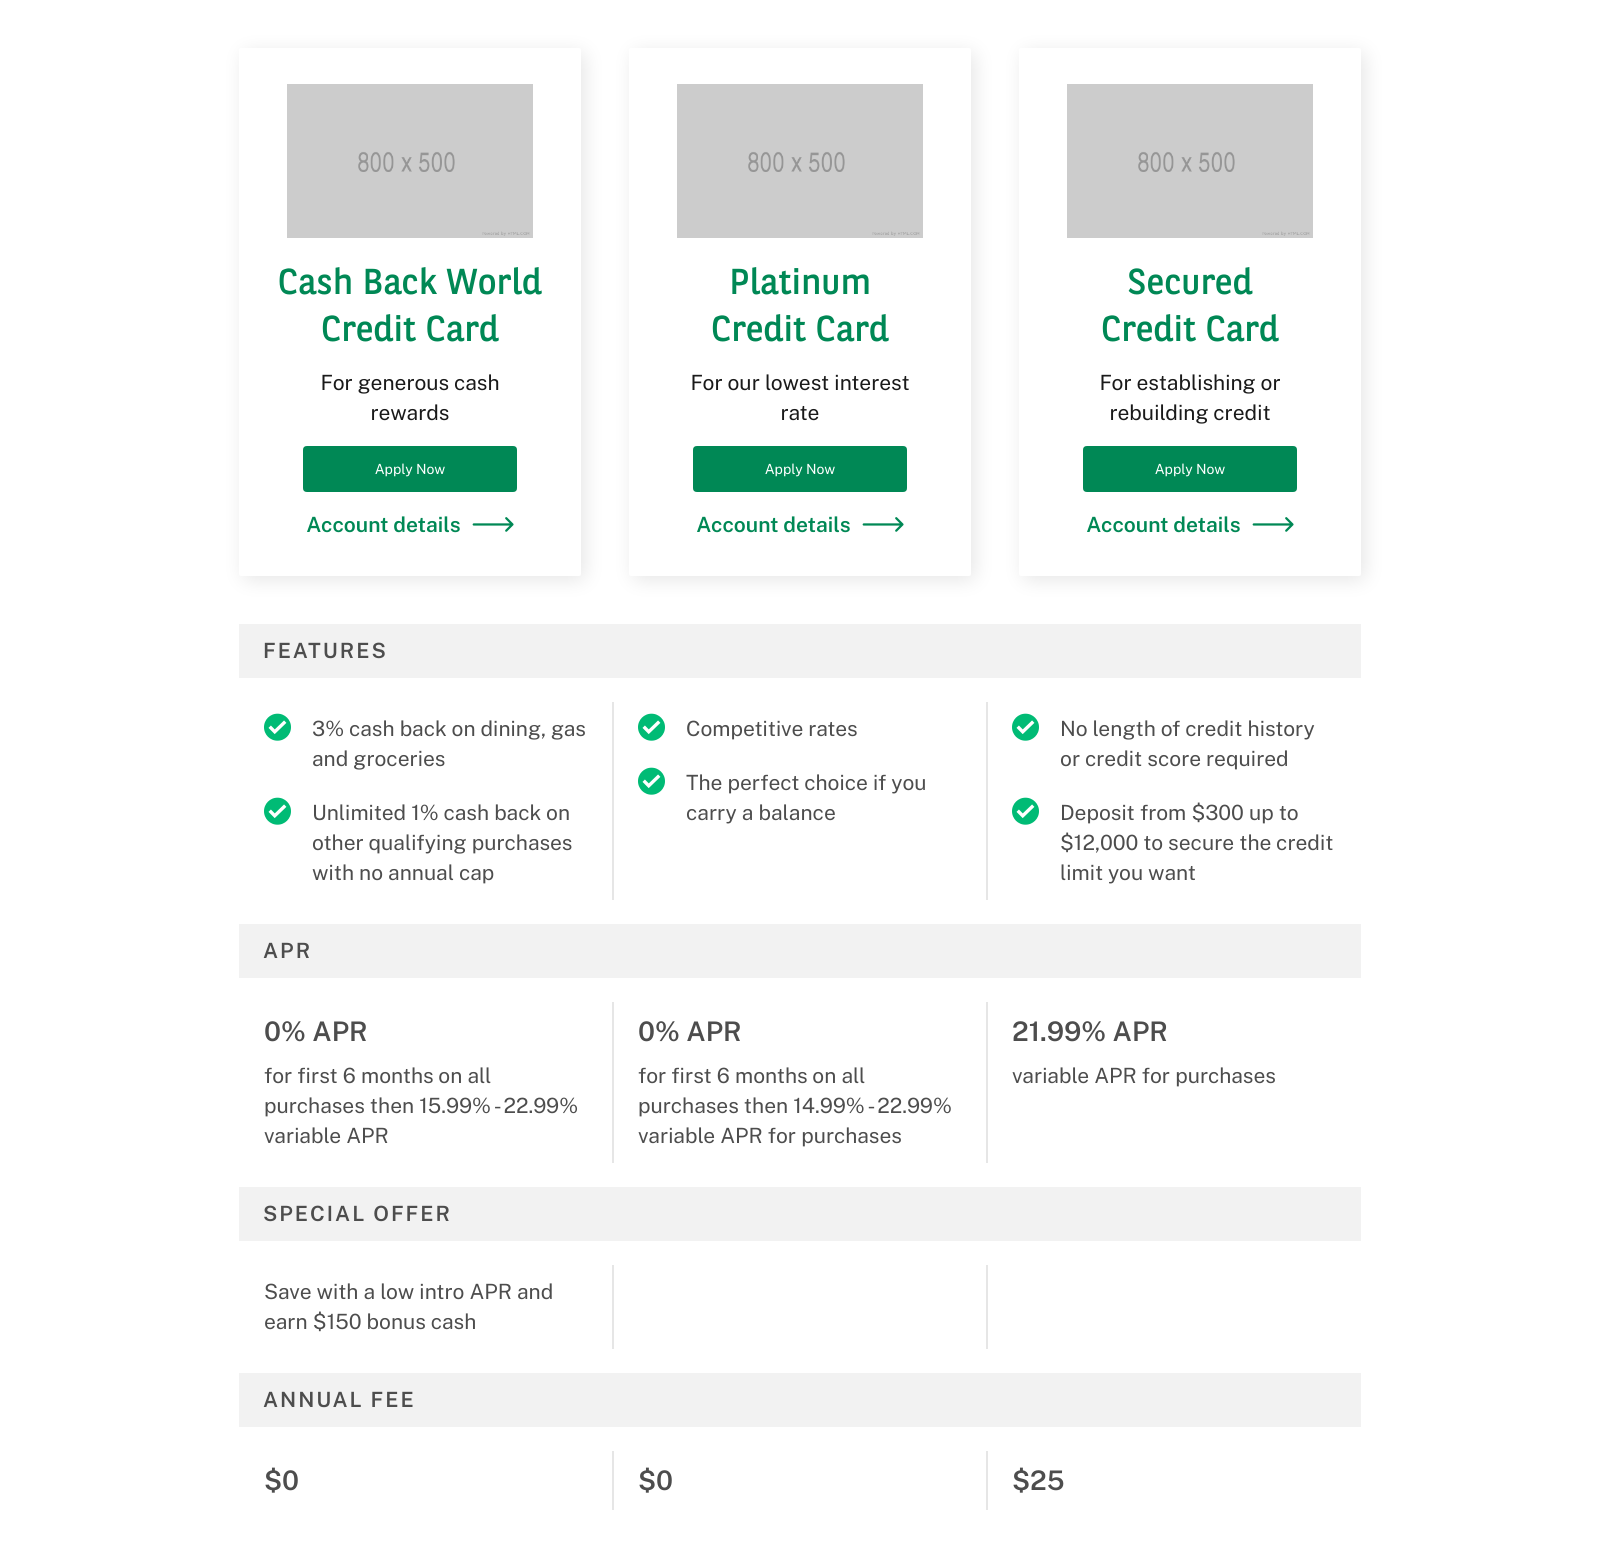 800 x 500
800 x 500
800 x 500
Cash Back World
Credit Card
For generous cash
rewards
Apply Now
Account details
Platinum
Credit Card
For our lowest interest
rate
Apply Now
Account details
Secured
Credit Card
For establishing or
rebuilding credit
Apply Now
Account details
FEATURES
3% cash back on dining, gas
and groceries
Unlimited 1% cash back on
other qualifying purchases
with no annual cap
Competitive rates
The perfect choice if you
carry a balance
No length of credit history
or credit score required
Deposit from $300 up to
$12,000 to secure the credit
limit you want
APR
0% APR
for first 6 months on all
purchases then 15.99% - 22.99%
variable APR
0% APR
for first 6 months on all
purchases then 14.99% - 22.99%
variable APR for purchases
21.99% APR
variable APR for purchases
SPECIAL OFFER
Save with a low intro APR and
earn $150 bonus cash
ANNUAL FEE
$0
$0
$25